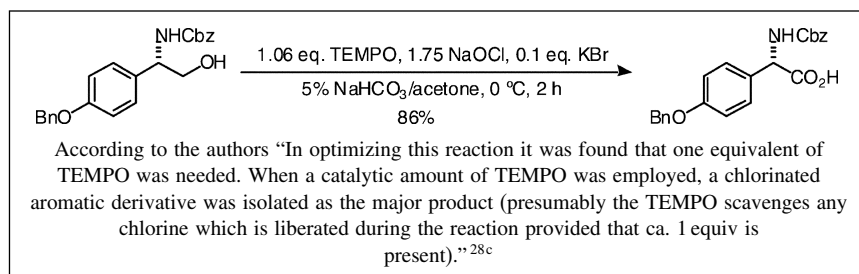 NHCbz
OH
BnO
1.06 eq. TEMPO, 1.75 NaOCl, 0.1 eq. KBr
5% NaHCO₃/acetone, 0 ºC, 2 h
86%
NHCbz
CO₂H
BnO
According to the authors “In optimizing this reaction it was found that one equivalent of
TEMPO was needed. When a catalytic amount of TEMPO was employed, a chlorinated
aromatic derivative was isolated as the major product (presumably the TEMPO scavenges any
chlorine which is liberated during the reaction provided that ca. 1 equiv is
present).”²⁸ᶜ